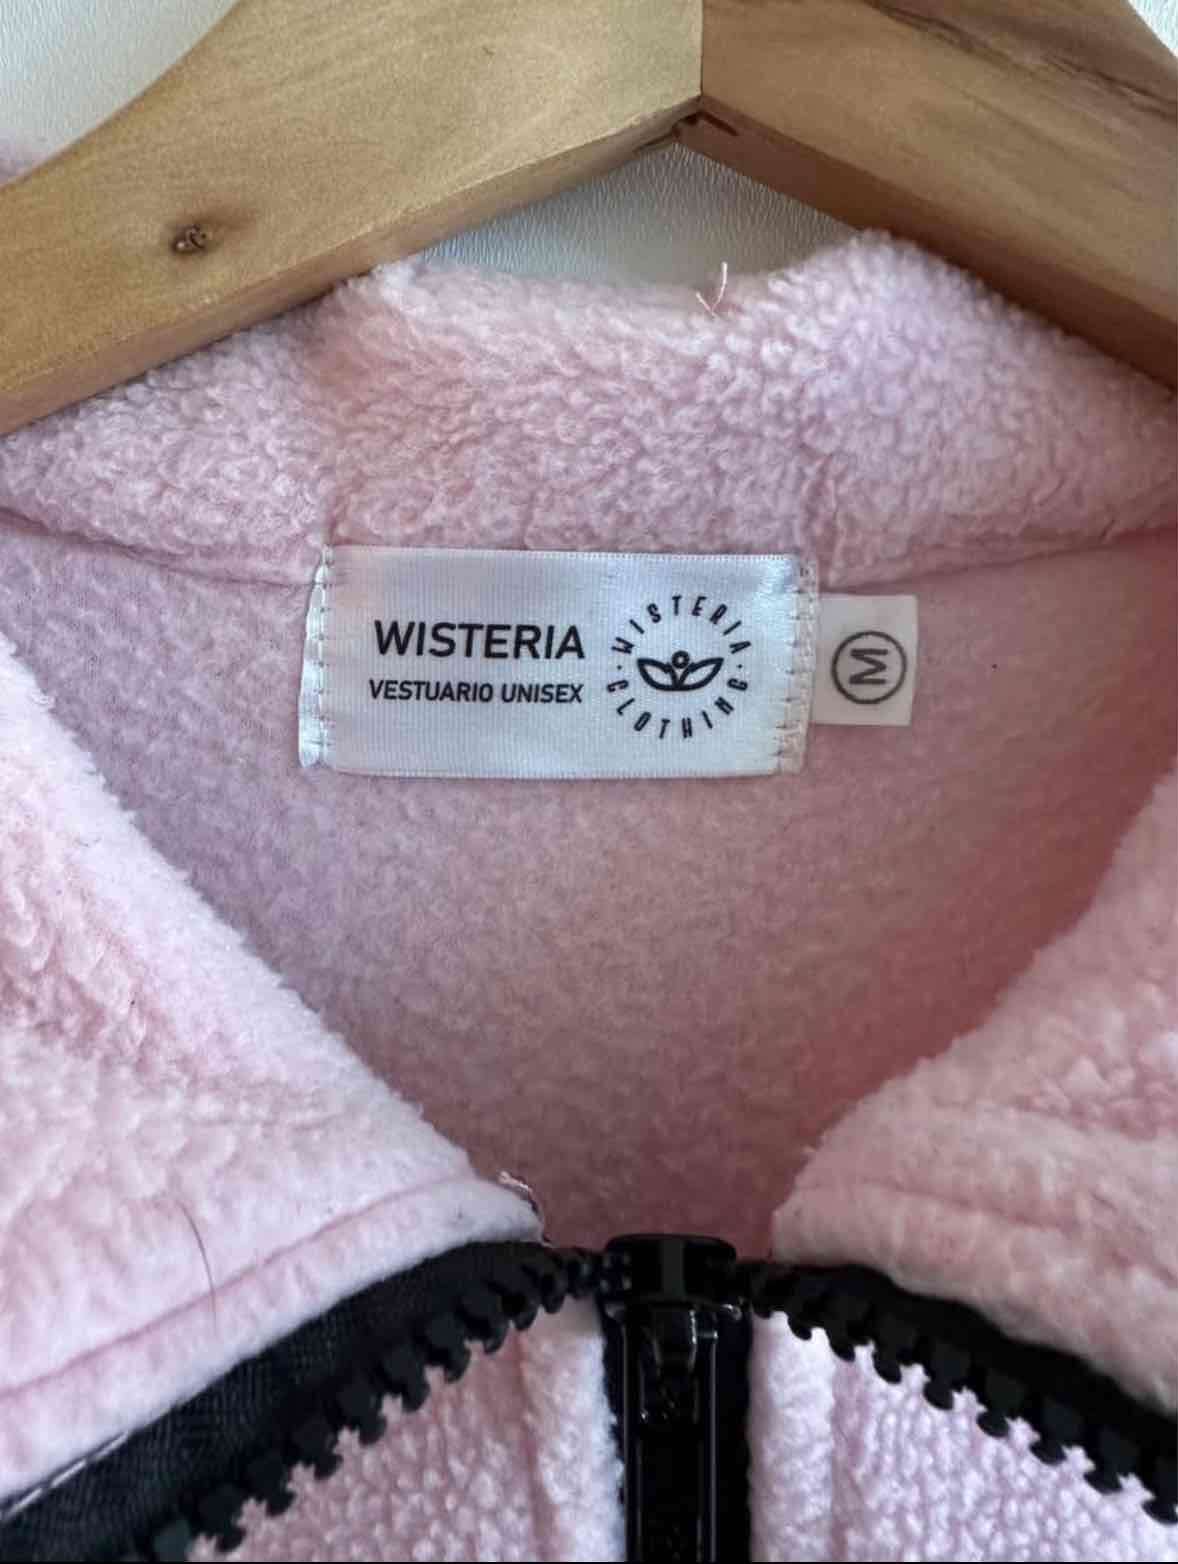 WISTERIA
VESTUARIO UNISEX
WISTERIA
· CLOTHING ·
M